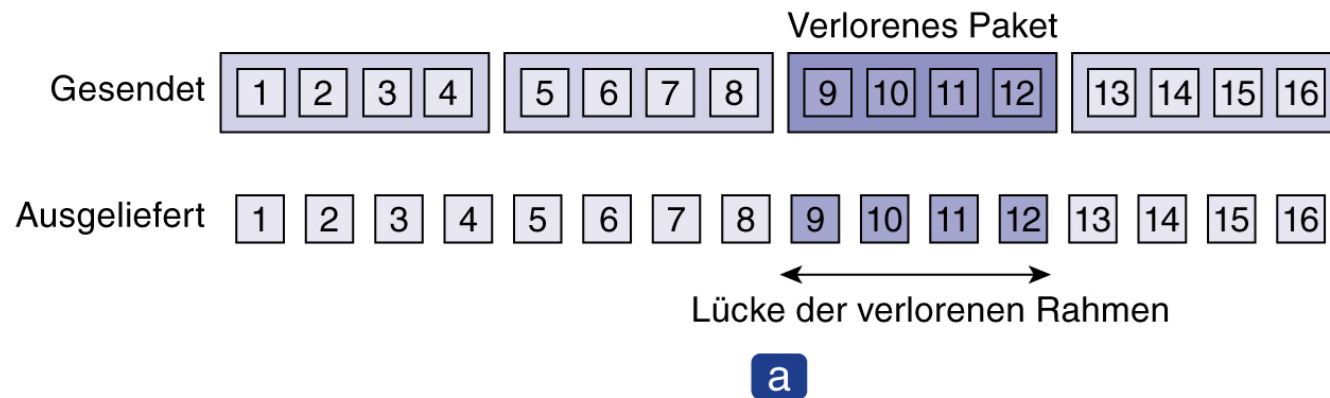 Verlorenes Paket
Gesendet 1 2 3 4 5 6 7 8 9 10 11 12 13 14 15 16
Ausgeliefert 1 2 3 4 5 6 7 8 9 10 11 12 13 14 15 16
Lücke der verlorenen Rahmen
a